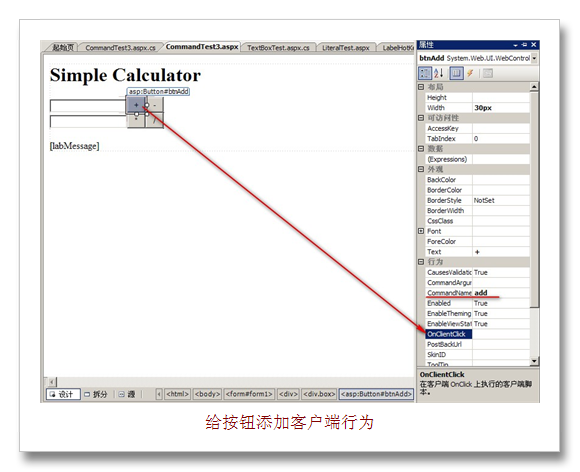 起始页 CommandTest3.aspx.cs CommandTest3.aspx TextBoxTest.aspx.cs LiteralTest.aspx LabelHotKe
属性
btnAdd System.Web.UI.WebControl
Simple Calculator
asp:Button#btnAdd
+ -
* /
[labMessage]
布局
Height
Width 30px
可访问性
AccessKey
TabIndex 0
数据
(Expressions)
外观
BackColor
BorderColor
BorderStyle NotSet
BorderWidth
CssClass
Font
ForeColor
Text +
行为
CausesValidatic True
CommandArgur
CommandName add
Enabled True
EnableTheming True
EnableViewStat True
OnClientClick
PostBackUrl
SkinID
ToolTip
OnClientClick
在客户端 OnClick 上执行的客户端脚
本。
设计 拆分 源 <html> <body> <form#form1> <div> <div.box> <asp:Button#btnAdd>
给按钮添加客户端行为